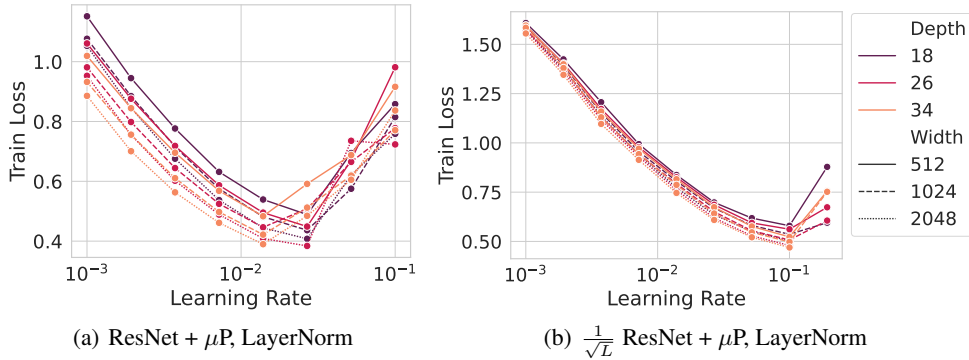 Train Loss
1.0
0.8
0.6
0.4
10⁻³
10⁻²
10⁻¹
Learning Rate
(a) ResNet + μP, LayerNorm
Train Loss
1.50
1.25
1.00
0.75
0.50
10⁻³
10⁻²
10⁻¹
Learning Rate
(b) 1/√L ResNet + μP, LayerNorm
Depth
18
26
34
Width
512
1024
2048